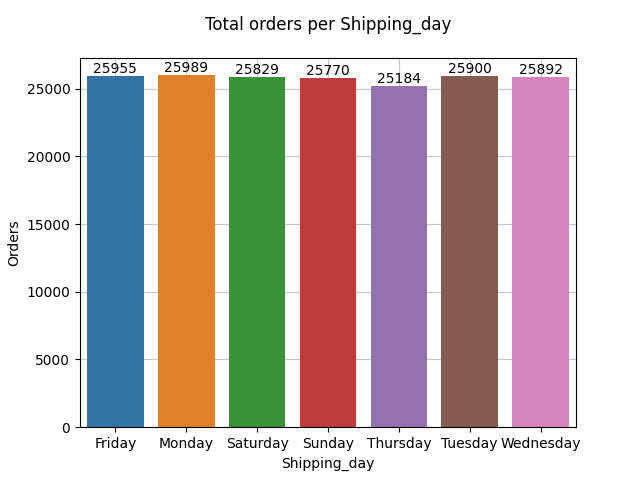 Total orders per Shipping_day
25955 25989 25829 25770 25184 25900 25892
25000
20000
15000
10000
5000
0
Orders
Friday Monday Saturday Sunday Thursday Tuesday Wednesday
Shipping_day